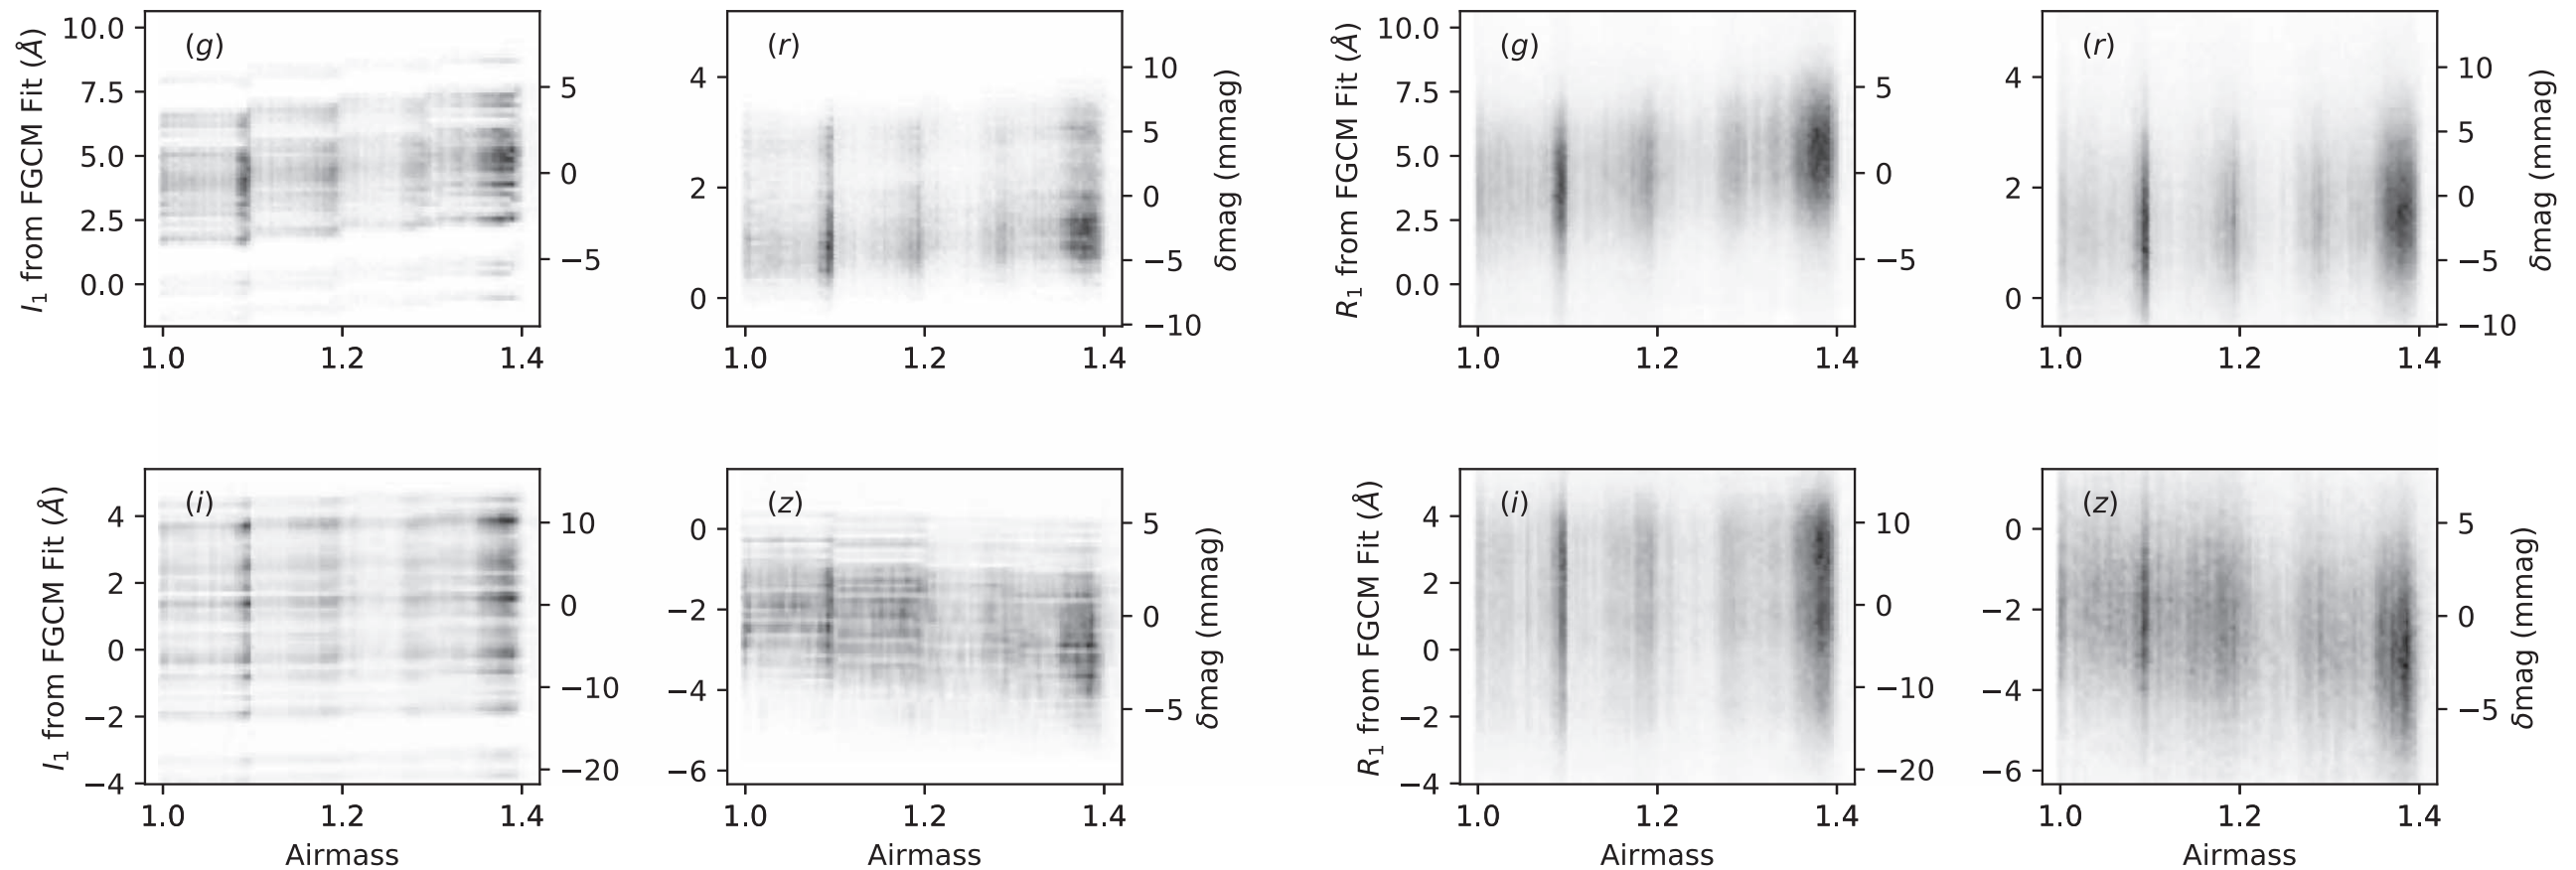 I1 from FGCM Fit (Å)
10.0
7.5
5.0
2.5
0.0
(g)
5
0
−5
1.0 1.2 1.4
4
2
0
(r)
10
5
0
−5
−10
δmag (mmag)
1.0 1.2 1.4
R1 from FGCM Fit (Å)
10.0
7.5
5.0
2.5
0.0
(g)
5
0
−5
1.0 1.2 1.4
4
2
0
(r)
10
5
0
−5
−10
δmag (mmag)
1.0 1.2 1.4
I1 from FGCM Fit (Å)
4
2
0
−2
−4
(i)
10
0
−10
−20
1.0 1.2 1.4
Airmass
0
−2
−4
−6
(z)
5
0
−5
δmag (mmag)
1.0 1.2 1.4
Airmass
R1 from FGCM Fit (Å)
4
2
0
−2
−4
(i)
10
0
−10
−20
1.0 1.2 1.4
Airmass
0
−2
−4
−6
(z)
5
0
−5
δmag (mmag)
1.0 1.2 1.4
Airmass